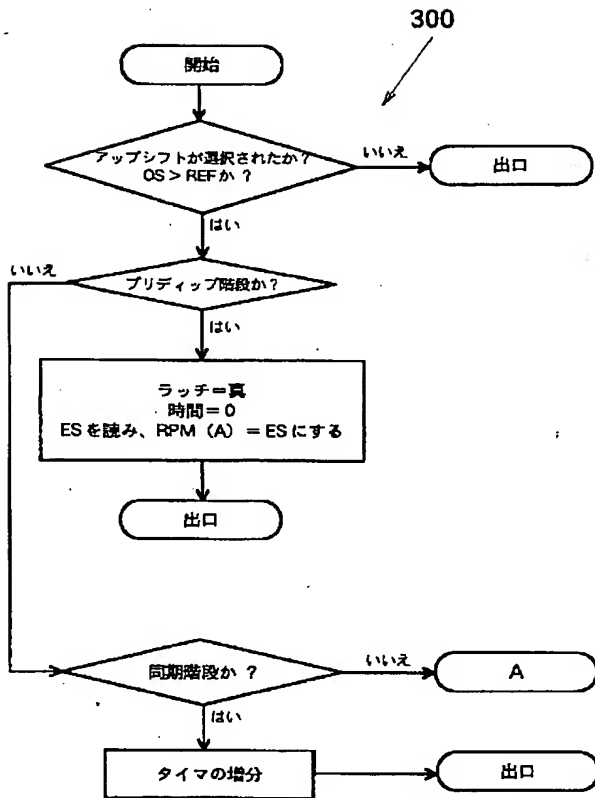 300
開始
アップシフトが選択されたか?
OS > REFか ?
いいえ
出口
はい
いいえ
プリディップ階段か?
はい
ラッチ=真
時間=0
ESを読み、RPM(A)=ESにする
出口
同期階段か ?
いいえ
A
はい
タイマの増分
出口